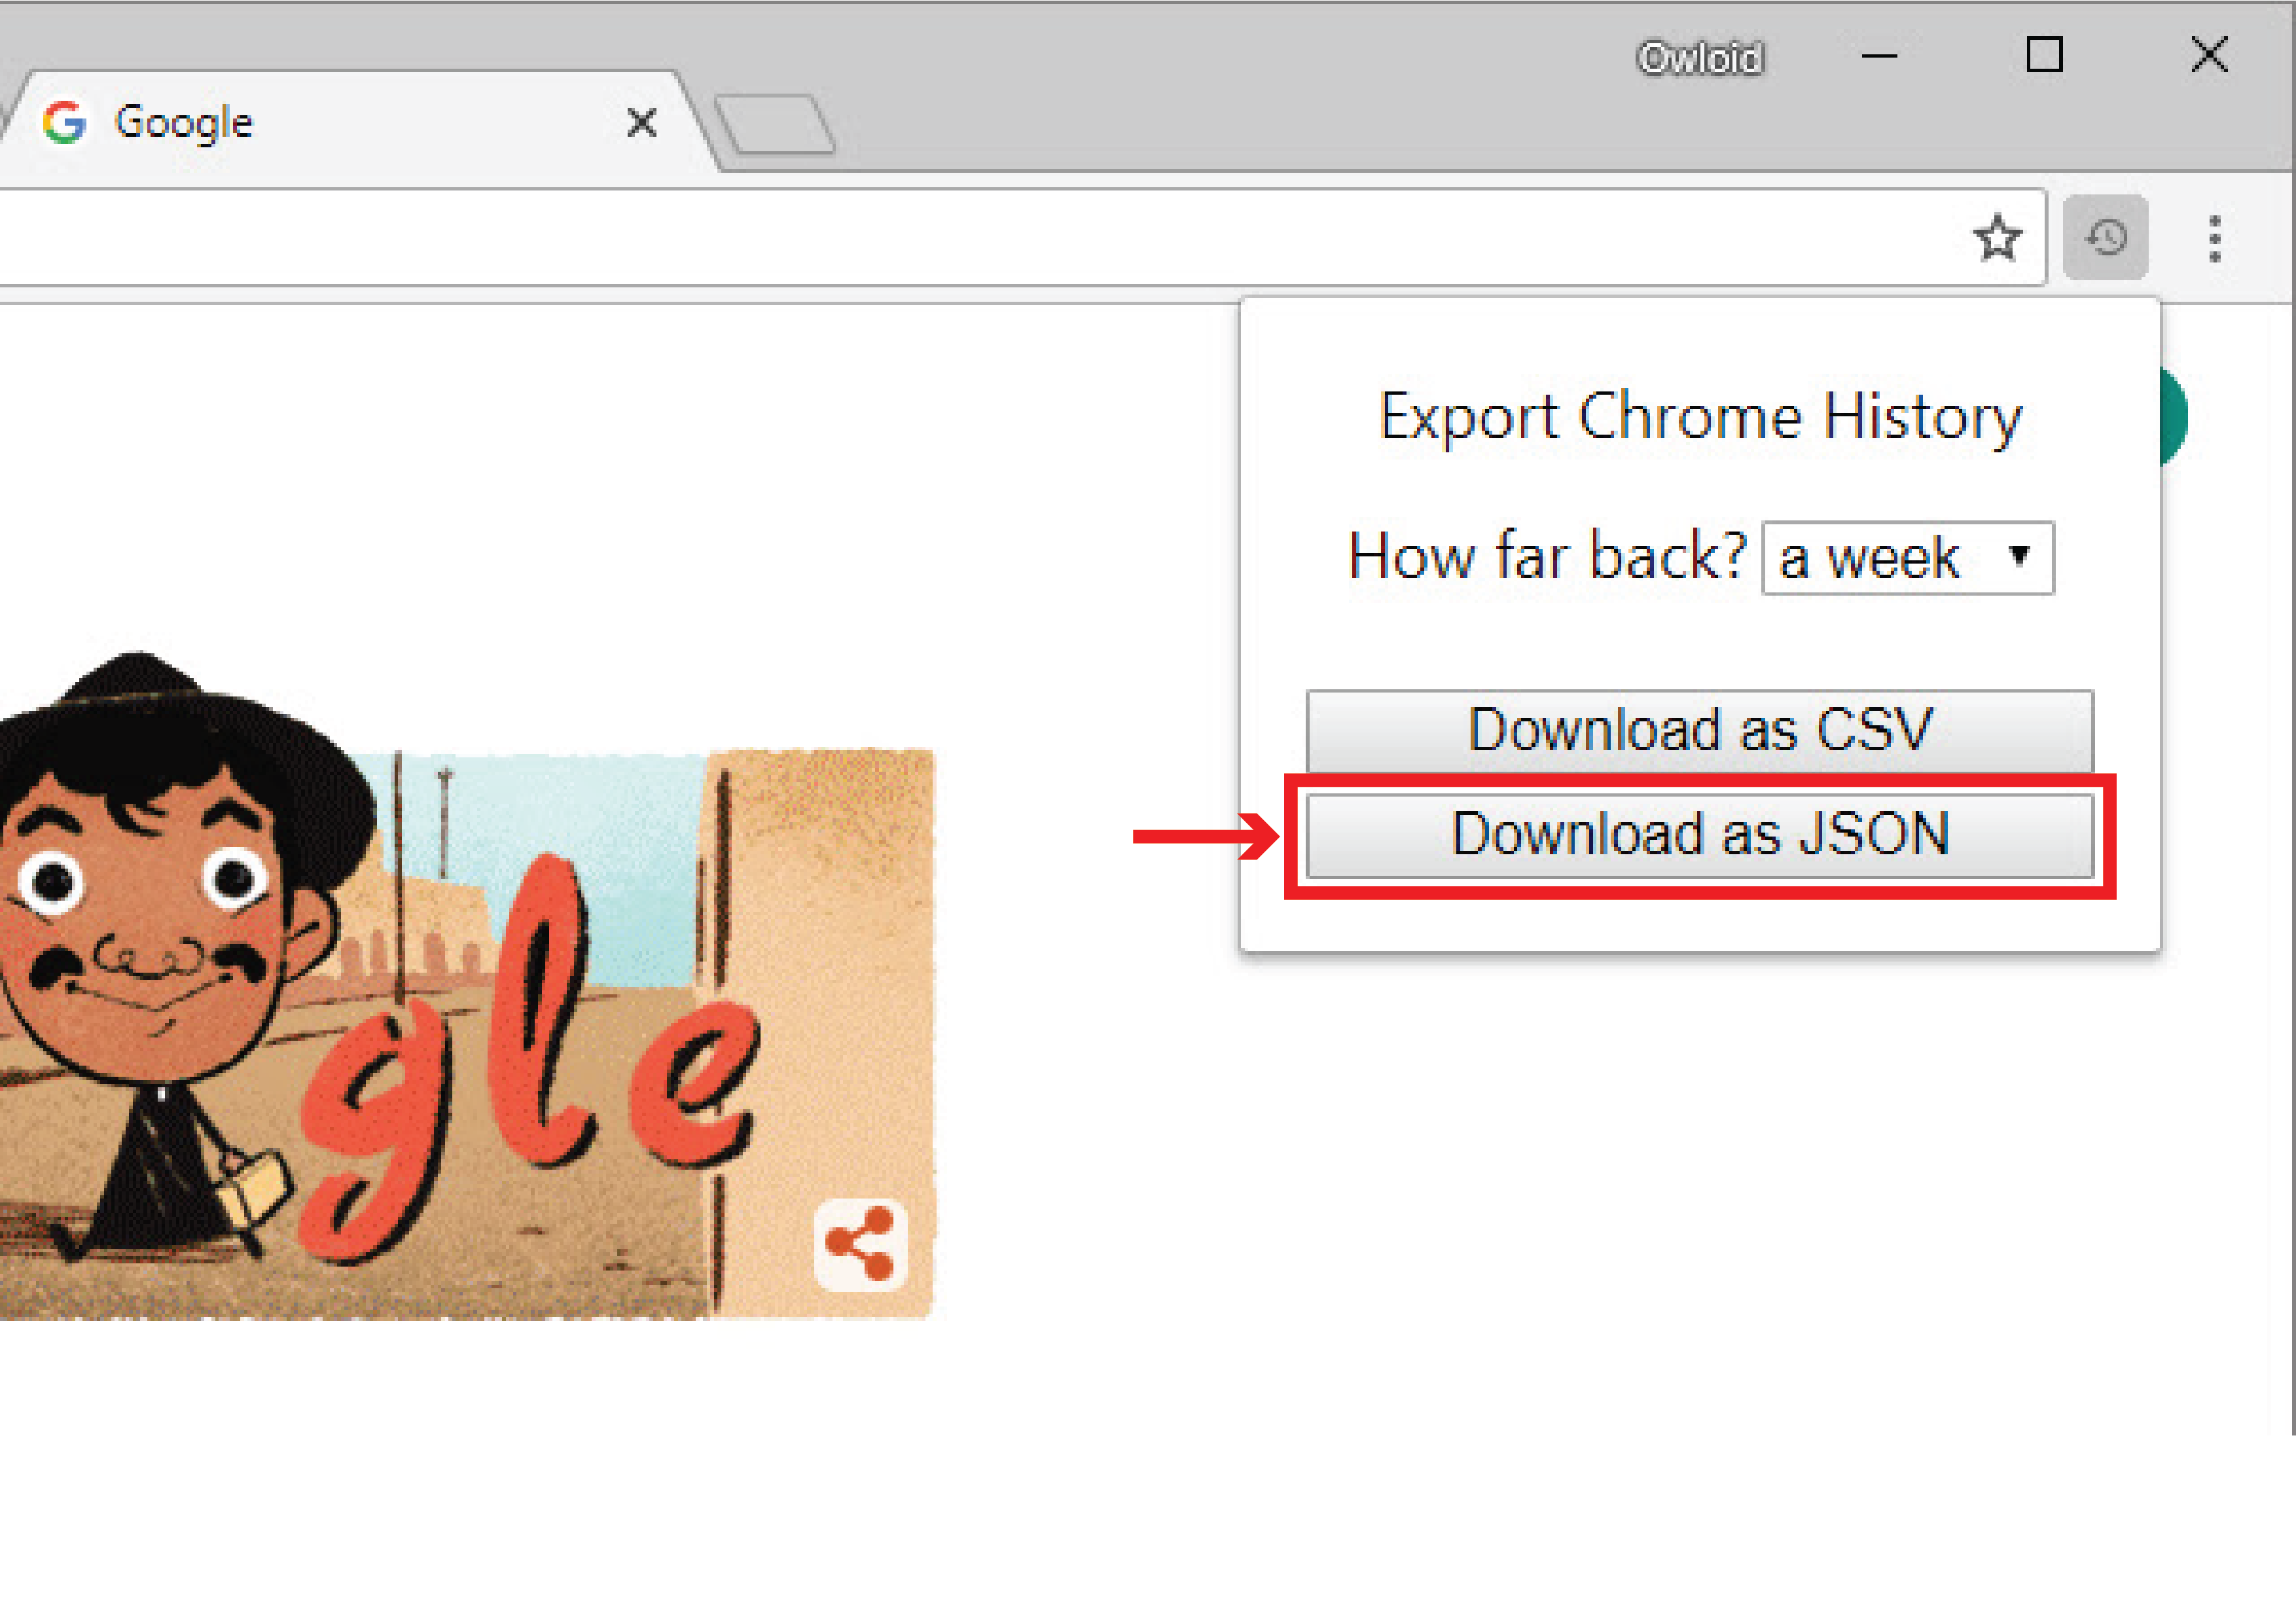 Owloid
Google
Export Chrome History
How far back? a week
Download as CSV
Download as JSON
gle